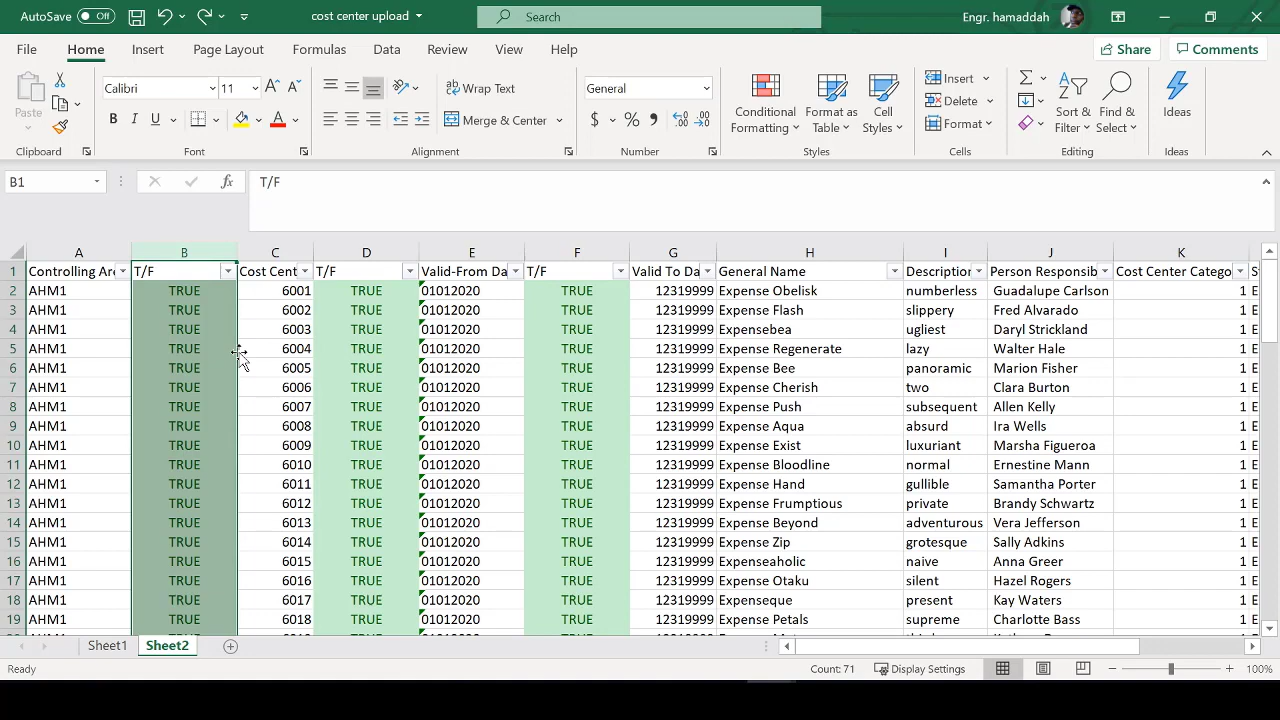 AutoSave Off cost center upload Search Engr. hamaddah
File Home Insert Page Layout Formulas Data Review View Help Share Comments
Paste Calibri 11 A A Wrap Text General Conditional Formatting Format as Table Cell Styles Insert Sort & Filter Find & Select Ideas
B I U A Merge & Center $ % Delete
Format
Clipboard Font Alignment Number Styles Cells Editing Ideas
B1 fx T/F
A B C D E F G H I J K
1 Controlling Are T/F Cost Cent T/F Valid-From Da T/F Valid To Da General Name Description Person Responsib Cost Center Catego
2 AHM1 TRUE 6001 TRUE 01012020 TRUE 12319999 Expense Obelisk numberless Guadalupe Carlson 1 E
3 AHM1 TRUE 6002 TRUE 01012020 TRUE 12319999 Expense Flash slippery Fred Alvarado 1 E
4 AHM1 TRUE 6003 TRUE 01012020 TRUE 12319999 Expensebea ugliest Daryl Strickland 1 E
5 AHM1 TRUE 6004 TRUE 01012020 TRUE 12319999 Expense Regenerate lazy Walter Hale 1 E
6 AHM1 TRUE 6005 TRUE 01012020 TRUE 12319999 Expense Bee panoramic Marion Fisher 1 E
7 AHM1 TRUE 6006 TRUE 01012020 TRUE 12319999 Expense Cherish two Clara Burton 1 E
8 AHM1 TRUE 6007 TRUE 01012020 TRUE 12319999 Expense Push subsequent Allen Kelly 1 E
9 AHM1 TRUE 6008 TRUE 01012020 TRUE 12319999 Expense Aqua absurd Ira Wells 1 E
10 AHM1 TRUE 6009 TRUE 01012020 TRUE 12319999 Expense Exist luxuriant Marsha Figueroa 1 E
11 AHM1 TRUE 6010 TRUE 01012020 TRUE 12319999 Expense Bloodline normal Ernestine Mann 1 E
12 AHM1 TRUE 6011 TRUE 01012020 TRUE 12319999 Expense Hand gullible Samantha Porter 1 E
13 AHM1 TRUE 6012 TRUE 01012020 TRUE 12319999 Expense Frumptious private Brandy Schwartz 1 E
14 AHM1 TRUE 6013 TRUE 01012020 TRUE 12319999 Expense Beyond adventurous Vera Jefferson 1 E
15 AHM1 TRUE 6014 TRUE 01012020 TRUE 12319999 Expense Zip grotesque Sally Adkins 1 E
16 AHM1 TRUE 6015 TRUE 01012020 TRUE 12319999 Expenseaholic naive Anna Greer 1 E
17 AHM1 TRUE 6016 TRUE 01012020 TRUE 12319999 Expense Otaku silent Hazel Rogers 1 E
18 AHM1 TRUE 6017 TRUE 01012020 TRUE 12319999 Expenseque present Kay Waters 1 E
19 AHM1 TRUE 6018 TRUE 01012020 TRUE 12319999 Expense Petals supreme Charlotte Bass 1 E
Sheet1 Sheet2
Ready Count: 71 Display Settings 100%